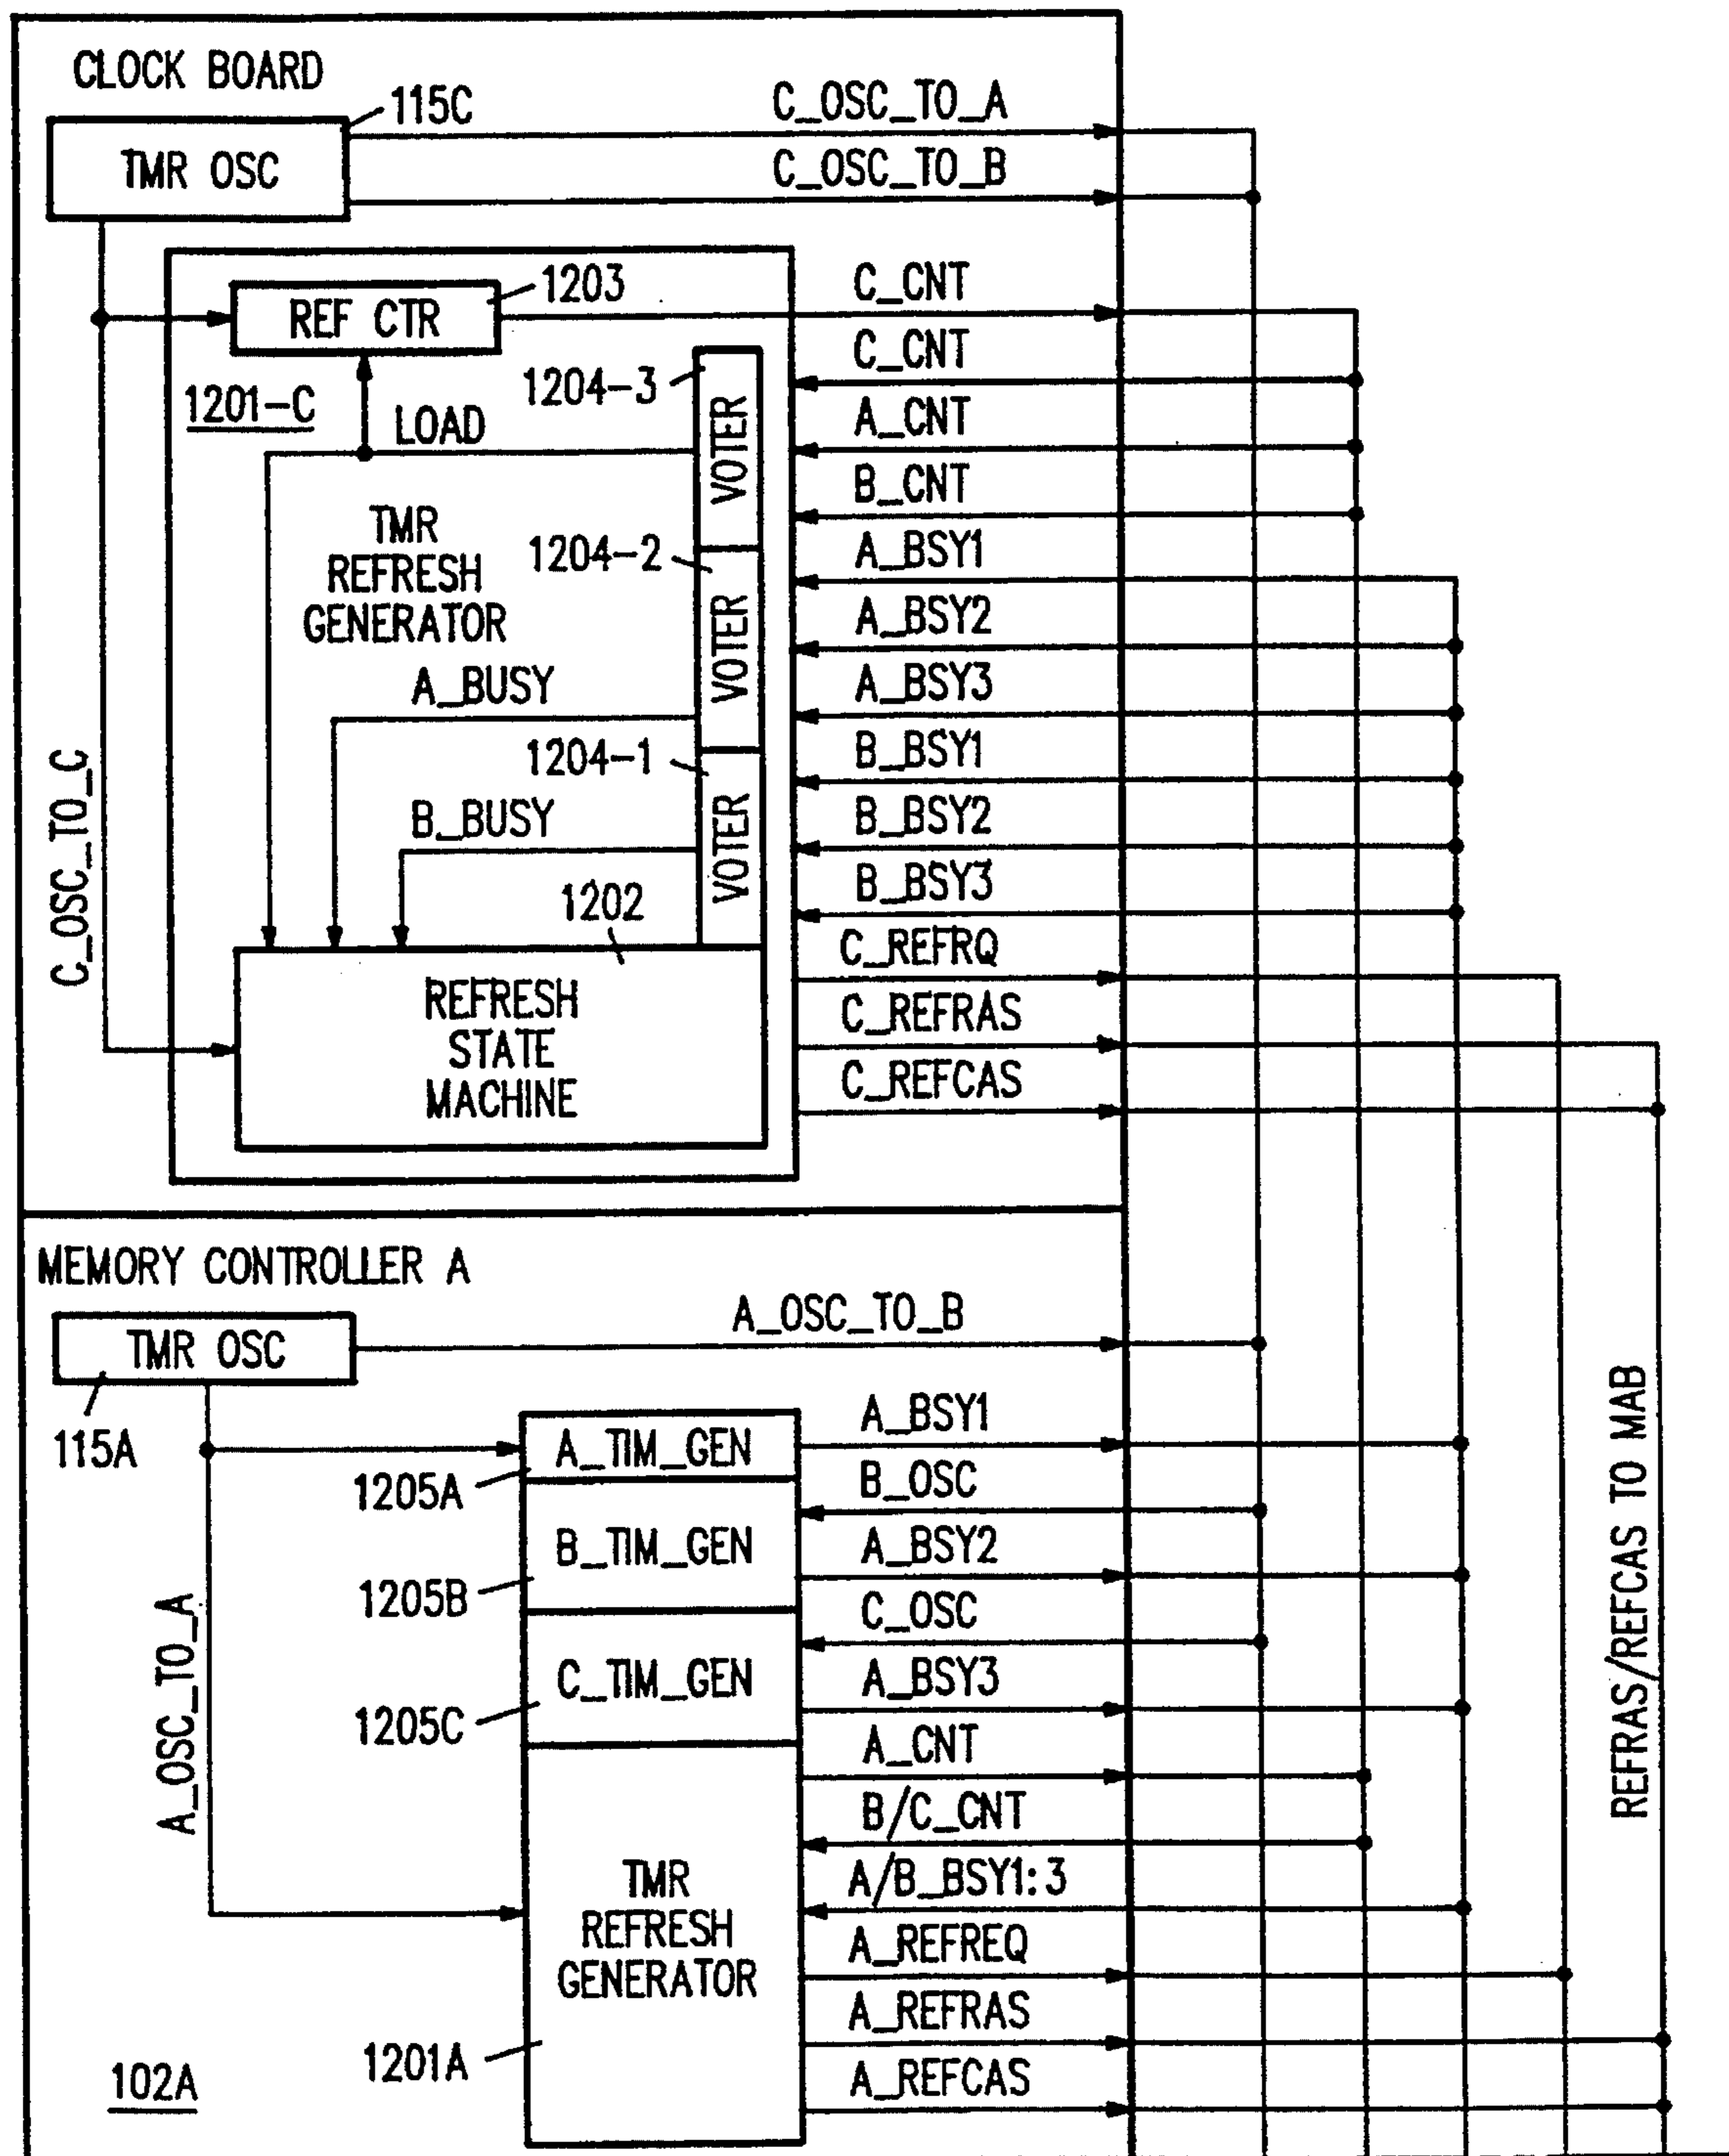 CLOCK BOARD
115C
TMR OSC
C_OSC_TO_A
C_OSC_TO_B
1203
REF CTR
C_CNT
C_CNT
1204-3
1201-C
LOAD
VOTER
A_CNT
B_CNT
TMR
REFRESH
GENERATOR
1204-2
VOTER
A_BSY1
A_BSY2
A_BUSY
A_BSY3
1204-1
B_BSY1
B_BUSY
VOTER
B_BSY2
B_BSY3
C_OSC_TO_C
1202
REFRESH
STATE
MACHINE
C_REFRQ
C_REFRAS
C_REFCAS
MEMORY CONTROLLER A
TMR OSC
A_OSC_TO_B
115A
A_TIM_GEN
1205A
A_BSY1
B_OSC
B_TIM_GEN
1205B
A_BSY2
C_OSC
C_TIM_GEN
1205C
A_BSY3
A_OSC_TO_A
A_CNT
B/C_CNT
A/B_BSY1:3
TMR
REFRESH
GENERATOR
A_REFREQ
A_REFRAS
A_REFCAS
1201A
102A
REFRAS/REFCAS TO MAB